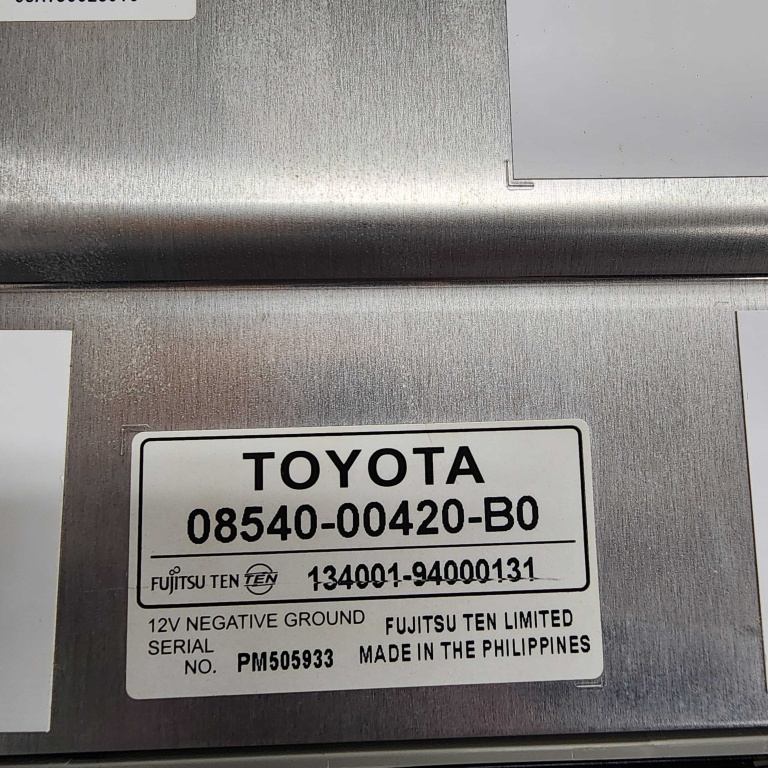 TOYOTA
08540-00420-B0
FUJITSU TEN TEN 134001-94000131
12V NEGATIVE GROUND
SERIAL NO. PM505933
FUJITSU TEN LIMITED
MADE IN THE PHILIPPINES